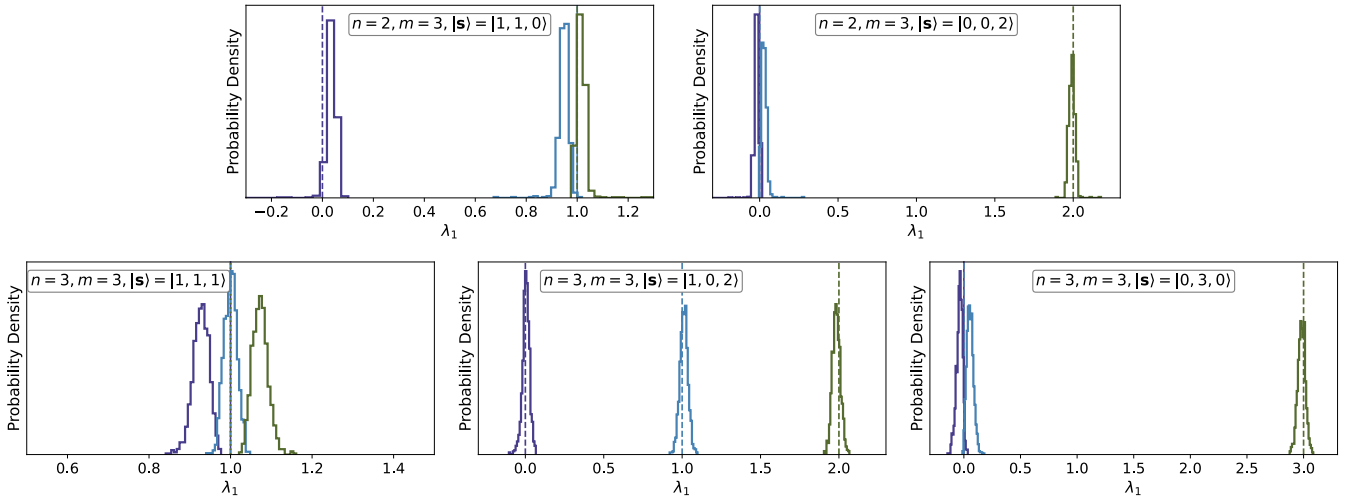 n=2, m=3, |s⟩=|1, 1, 0⟩
Probability Density
−0.2 0.0 0.2 0.4 0.6 0.8 1.0 1.2
λ₁
n=2, m=3, |s⟩=|0, 0, 2⟩
Probability Density
0.0 0.5 1.0 1.5 2.0
λ₁
n=3, m=3, |s⟩=|1, 1, 1⟩
Probability Density
0.6 0.8 1.0 1.2 1.4
λ₁
n=3, m=3, |s⟩=|1, 0, 2⟩
Probability Density
0.0 0.5 1.0 1.5 2.0
λ₁
n=3, m=3, |s⟩=|0, 3, 0⟩
Probability Density
0.0 0.5 1.0 1.5 2.0 2.5 3.0
λ₁